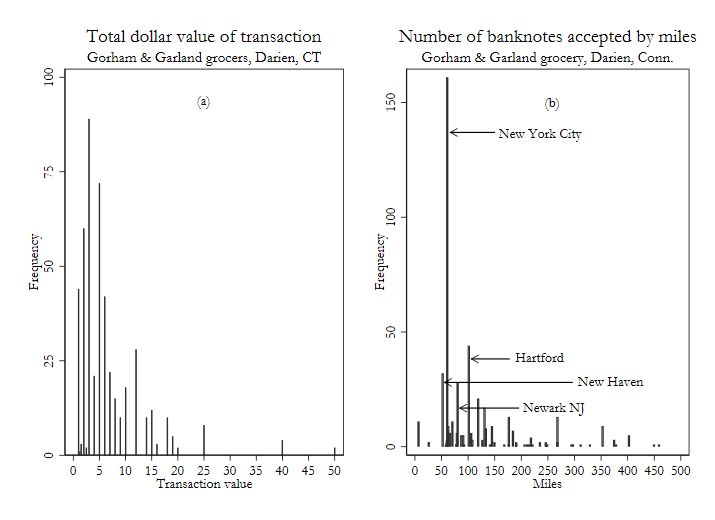 Total dollar value of transaction
Gorham & Garland grocers, Darien, CT
(a)
Frequency
100
75
50
25
0
0 5 10 15 20 25 30 35 40 45 50
Transaction value
Number of banknotes accepted by miles
Gorham & Garland grocery, Darien, Conn.
(b)
New York City
Hartford
New Haven
Newark NJ
Frequency
150
100
50
0
0 50 100 150 200 250 300 350 400 450 500
Miles